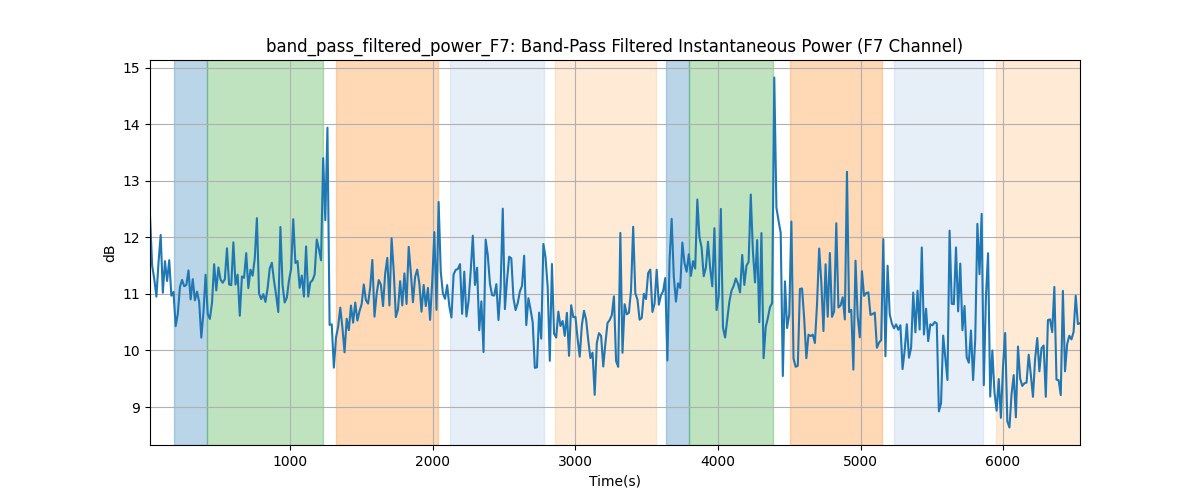 band_pass_filtered_power_F7: Band-Pass Filtered Instantaneous Power (F7 Channel)
15
14
13
12
11
10
9
dB
1000 2000 3000 4000 5000 6000
Time(s)